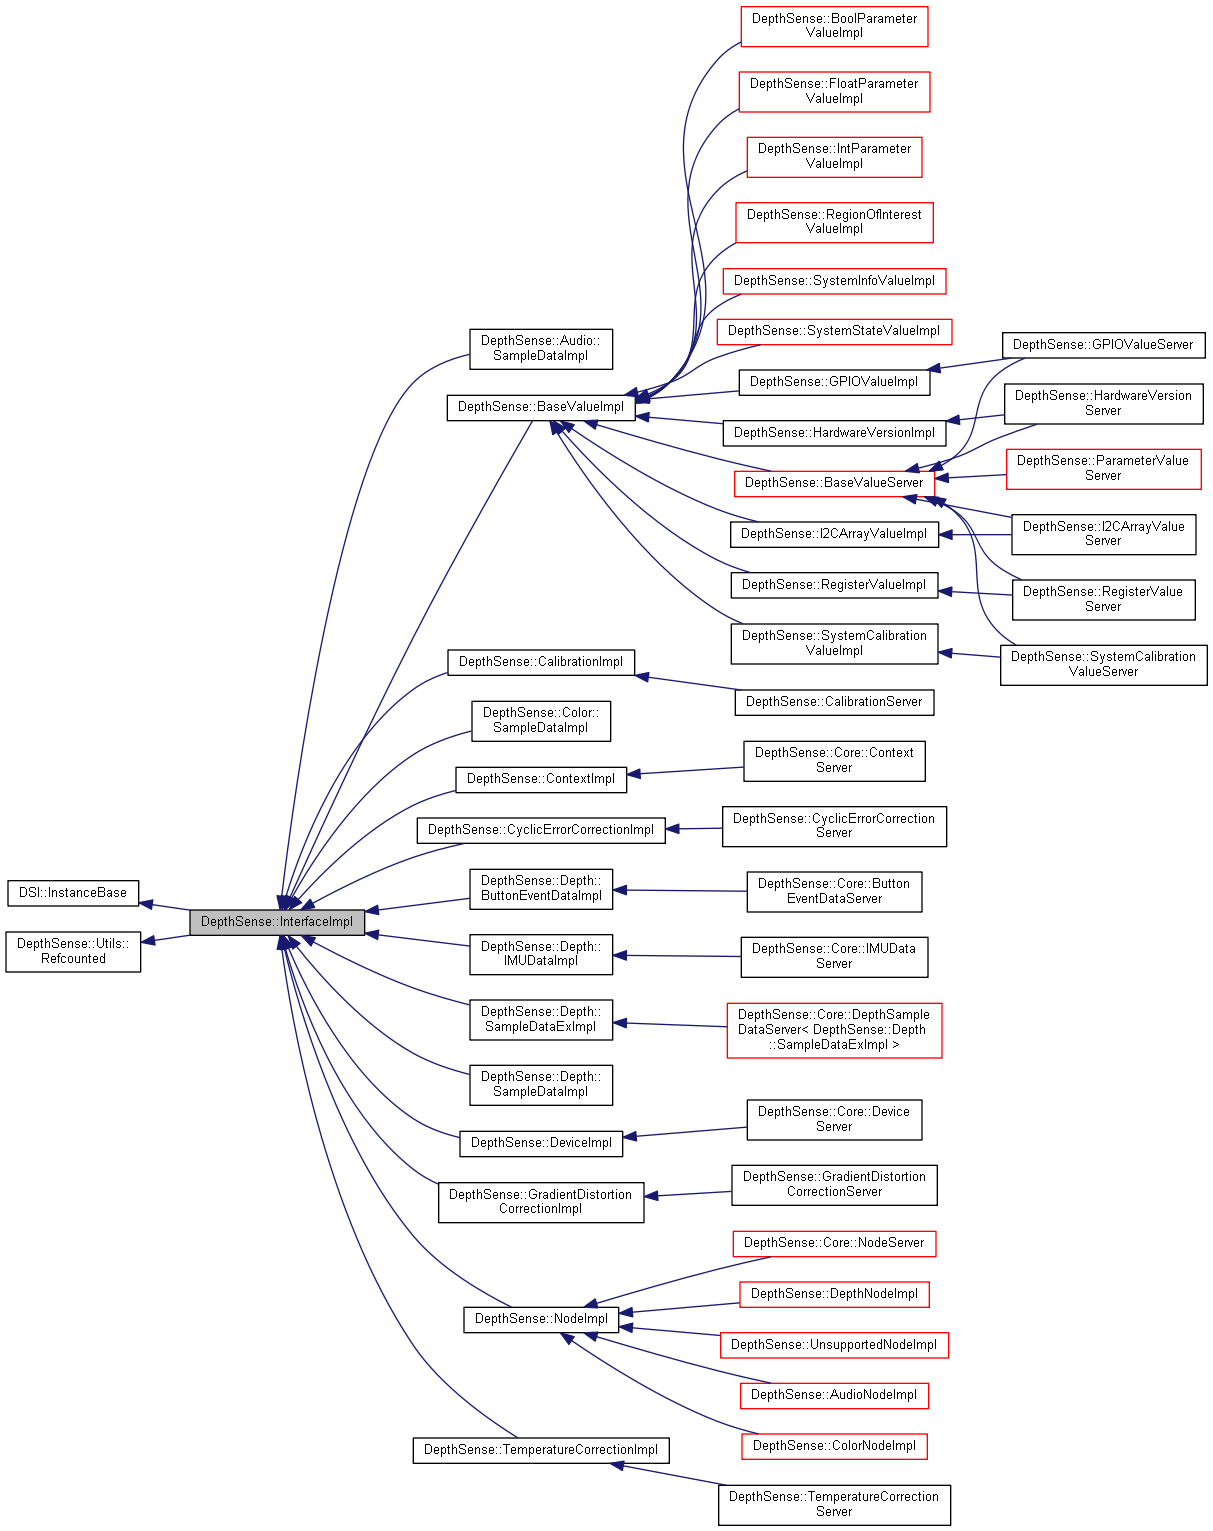 DepthSense::BoolParameter
ValueImpl
DepthSense::FloatParameter
ValueImpl
DepthSense::IntParameter
ValueImpl
DepthSense::RegionOfInterest
ValueImpl
DepthSense::SystemInfoValueImpl
DepthSense::SystemStateValueImpl
DepthSense::Audio::
SampleDataImpl
DepthSense::GPIOValueServer
DepthSense::GPIOValueImpl
DepthSense::BaseValueImpl
DepthSense::HardwareVersion
Server
DepthSense::HardwareVersionImpl
DepthSense::ParameterValue
Server
DepthSense::BaseValueServer
DepthSense::I2CArrayValueImpl
DepthSense::I2CArrayValue
Server
DepthSense::RegisterValueImpl
DepthSense::RegisterValue
Server
DepthSense::SystemCalibration
ValueImpl
DepthSense::SystemCalibration
ValueServer
DepthSense::CalibrationImpl
DepthSense::CalibrationServer
DepthSense::Color::
SampleDataImpl
DepthSense::Core::Context
Server
DepthSense::ContextImpl
DepthSense::CyclicErrorCorrectionImpl
DepthSense::CyclicErrorCorrection
Server
DSI::InstanceBase
DepthSense::Depth::
ButtonEventDataImpl
DepthSense::Core::Button
EventDataServer
DepthSense::InterfaceImpl
DepthSense::Utils::
Refcounted
DepthSense::Depth::
IMUDataImpl
DepthSense::Core::IMUData
Server
DepthSense::Depth::
SampleDataExImpl
DepthSense::Core::DepthSample
DataServer< DepthSense::Depth
::SampleDataExImpl >
DepthSense::Depth::
SampleDataImpl
DepthSense::DeviceImpl
DepthSense::Core::Device
Server
DepthSense::GradientDistortion
CorrectionImpl
DepthSense::GradientDistortion
CorrectionServer
DepthSense::Core::NodeServer
DepthSense::DepthNodeImpl
DepthSense::NodeImpl
DepthSense::UnsupportedNodeImpl
DepthSense::AudioNodeImpl
DepthSense::ColorNodeImpl
DepthSense::TemperatureCorrectionImpl
DepthSense::TemperatureCorrection
Server